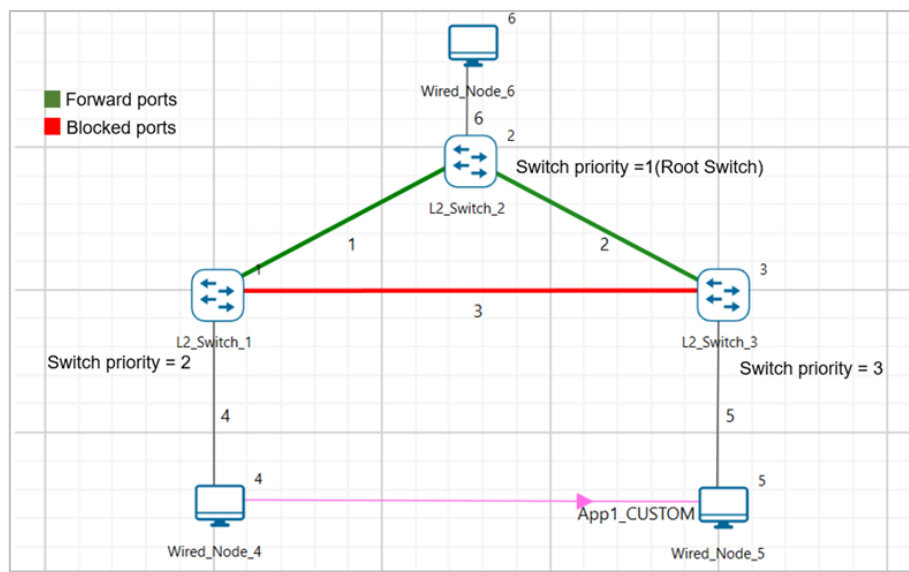 6
Wired_Node_6
Forward ports
Blocked ports
6
2
Switch priority =1(Root Switch)
L2_Switch_2
1
2
1
3
3
L2_Switch_1
L2_Switch_3
Switch priority = 2
Switch priority = 3
4
5
4
5
App1_CUSTOM
Wired_Node_4
Wired_Node_5